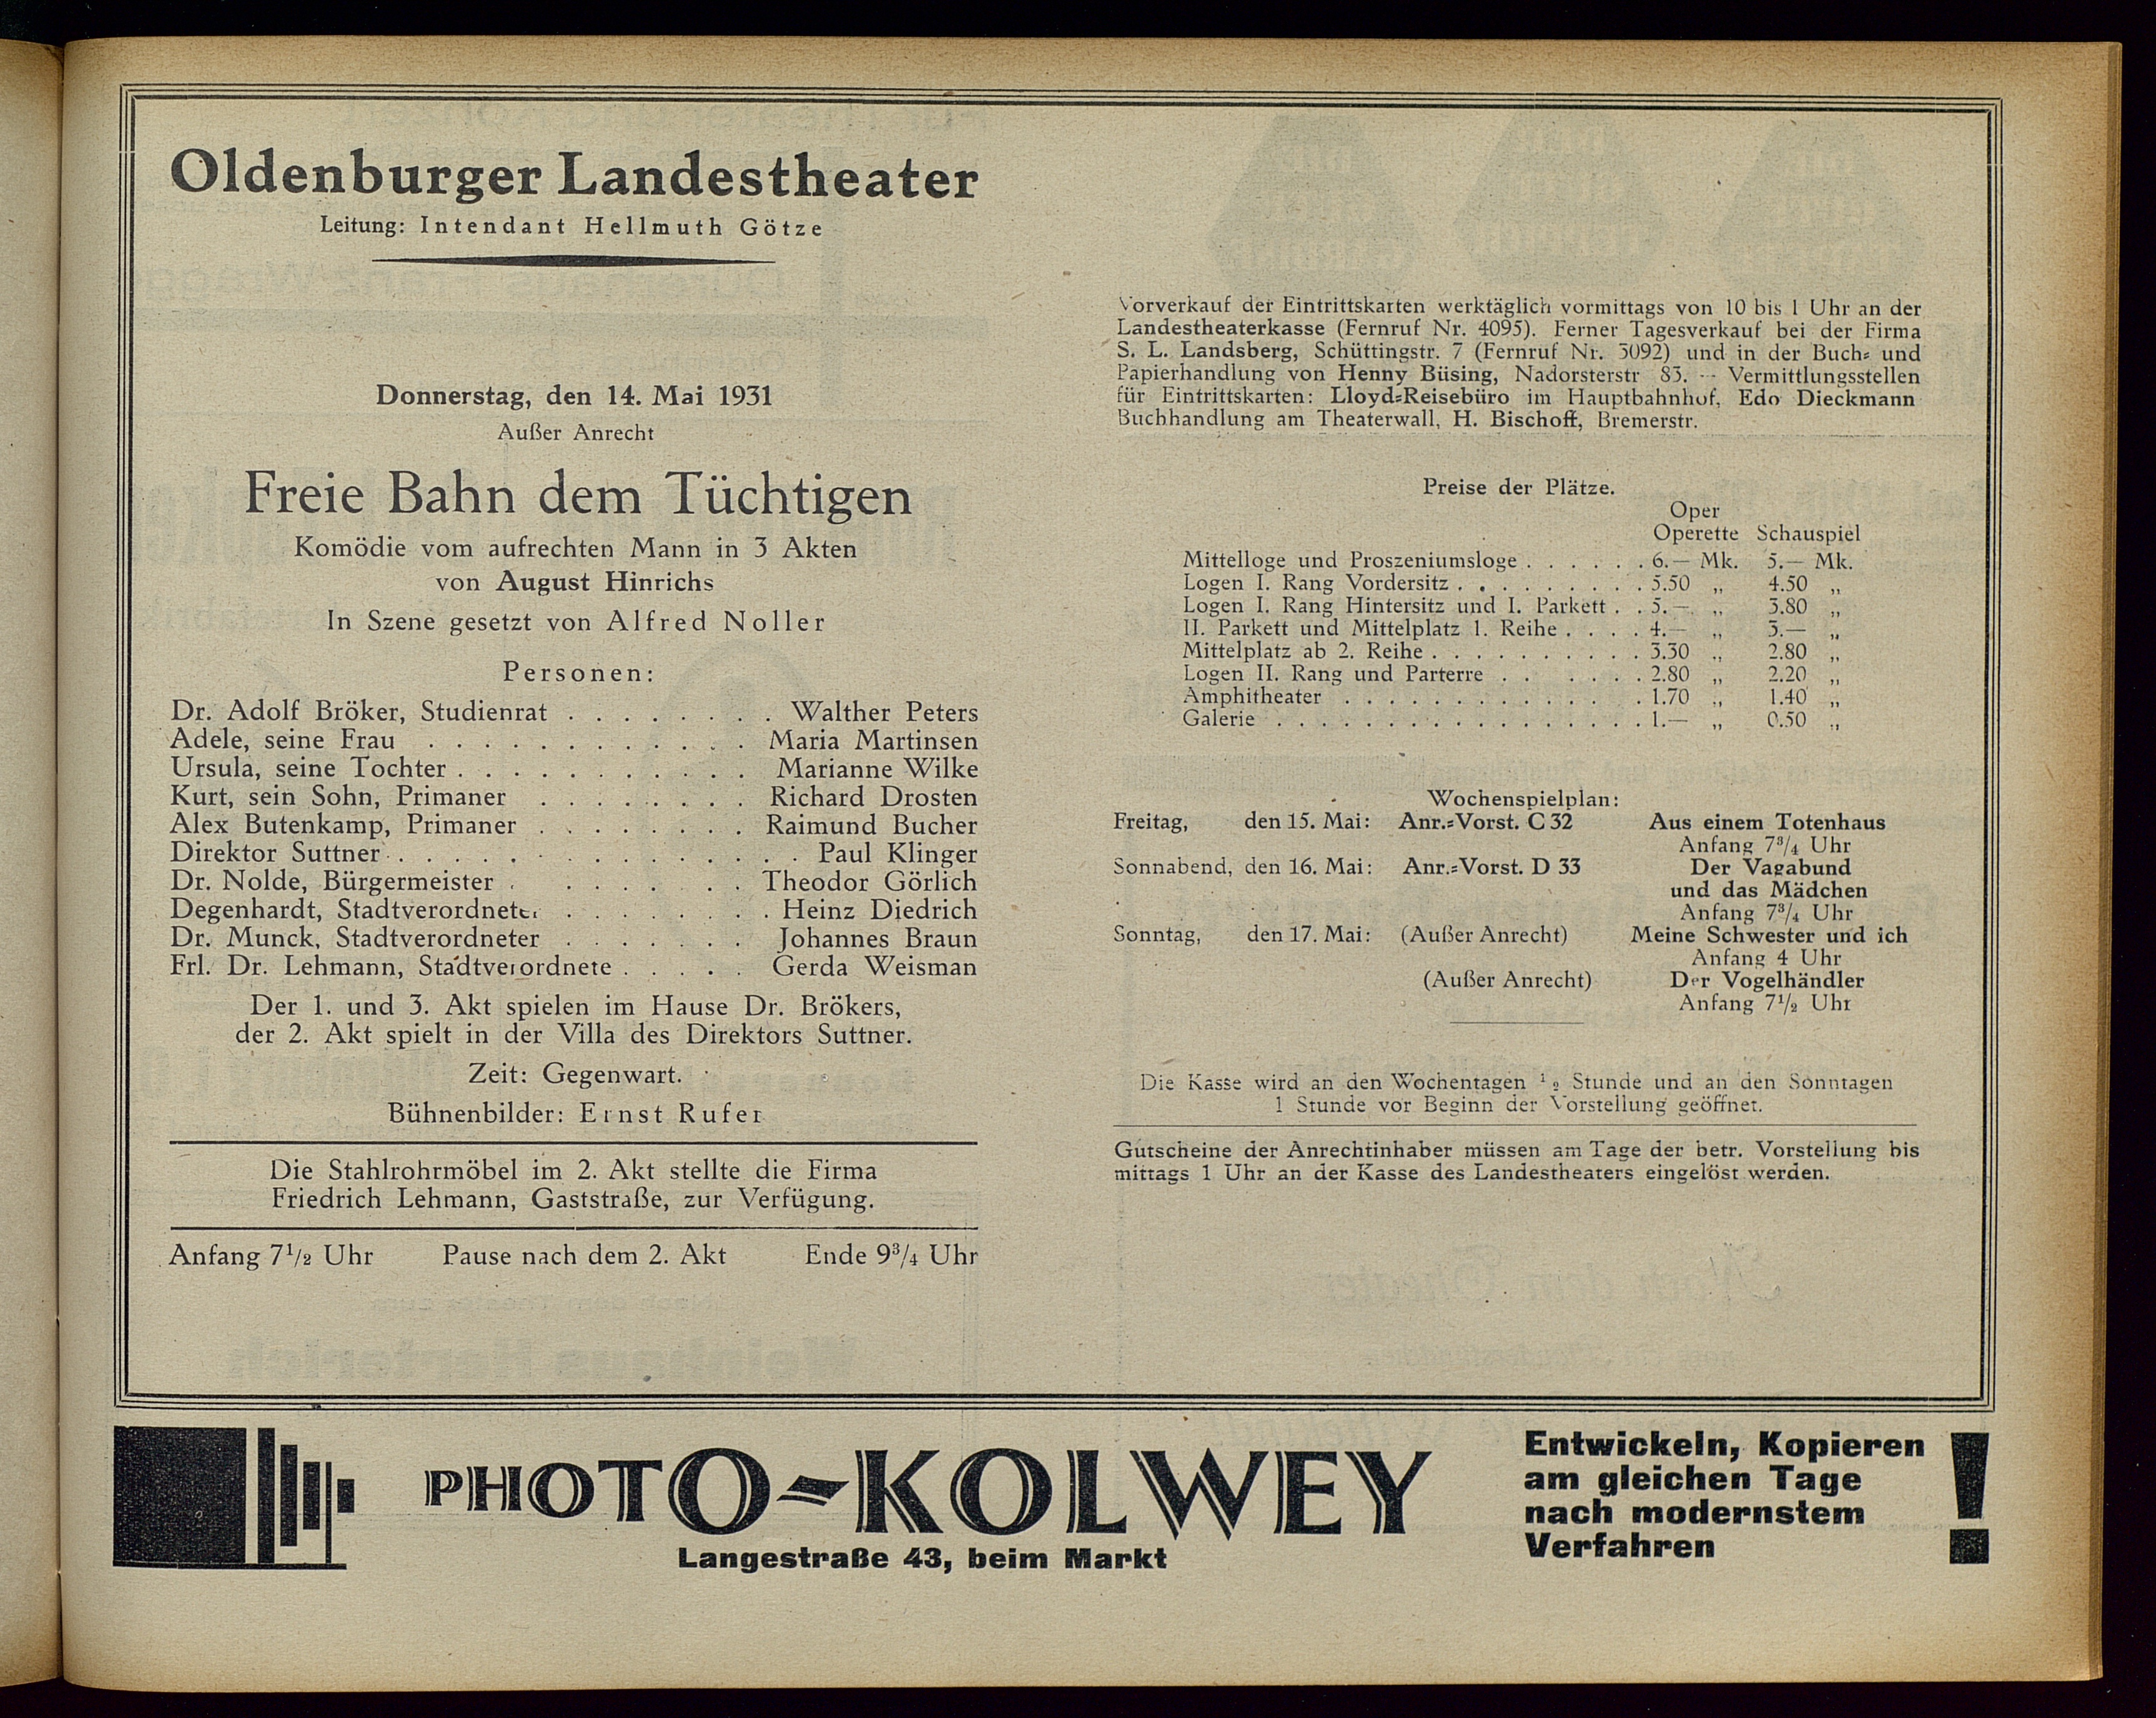 Oldenburger Landestheater
Leitung: Intendant Hellmuth Götze
Donnerstag, den 14. Mai 1931
Außer Anrecht
Freie Bahn dem Tüchtigen
Komödie vom aufrechten Mann in 3 Akten
von August Hinrichs
In Szene gesetzt von Alfred Noller
Personen:
Dr. Adolf Bröker, Studienrat . . . . . . . . Walther Peters
Adele, seine Frau . . . . . . . . . . . . Maria Martinsen
Ursula, seine Tochter . . . . . . . . . . . Marianne Wilke
Kurt, sein Sohn, Primaner . . . . . . . . Richard Drosten
Alex Butenkamp, Primaner . . . . . . . . Raimund Bucher
Direktor Suttner . . . . . . . . . . . . . . . Paul Klinger
Dr. Nolde, Bürgermeister . . . . . . . . Theodor Görlich
Degenhardt, Stadtverordneter . . . . . . . . Heinz Diedrich
Dr. Munck, Stadtverordneter . . . . . . . Johannes Braun
Frl. Dr. Lehmann, Stadtverordnete . . . . . Gerda Weisman
Der 1. und 3. Akt spielen im Hause Dr. Brökers,
der 2. Akt spielt in der Villa des Direktors Suttner.
Zeit: Gegenwart.
Bühnenbilder: Ernst Rufer
Die Stahlrohrmöbel im 2. Akt stellte die Firma
Friedrich Lehmann, Gaststraße, zur Verfügung.
Anfang 7½ Uhr Pause nach dem 2. Akt Ende 9¾ Uhr
Vorverkauf der Eintrittskarten werktäglich vormittags von 10 bis 1 Uhr an der
Landestheaterkasse (Fernruf Nr. 4095). Ferner Tagesverkauf bei der Firma
S. L. Landsberg, Schüttingstr. 7 (Fernruf Nr. 3092) und in der Buch= und
Papierhandlung von Henny Büsing, Nadorsterstr 83. — Vermittlungsstellen
für Eintrittskarten: Lloyd=Reisebüro im Hauptbahnhof, Edo Dieckmann
Buchhandlung am Theaterwall, H. Bischoff, Bremerstr.
Preise der Plätze.
Oper
Operette Schauspiel
Mittelloge und Proszeniumsloge . . . . . . 6.— Mk. 5.— Mk.
Logen I. Rang Vordersitz . . . . . . . . . 5.50 „ 4.50 „
Logen I. Rang Hintersitz und I. Parkett . . 5.— „ 3.80 „
II. Parkett und Mittelplatz 1. Reihe . . . . 4.— „ 3.— „
Mittelplatz ab 2. Reihe . . . . . . . . . . 3.30 „ 2.80 „
Logen II. Rang und Parterre . . . . . . 2.80 „ 2.20 „
Amphitheater . . . . . . . . . . . . . 1.70 „ 1.40 „
Galerie . . . . . . . . . . . . . . . . . 1.— „ 0.50 „
Wochenspielplan:
Freitag, den 15. Mai: Anr.=Vorst. C 32 Aus einem Totenhaus
Anfang 7¾ Uhr
Sonnabend, den 16. Mai: Anr.=Vorst. D 33 Der Vagabund
und das Mädchen
Anfang 7¾ Uhr
Sonntag, den 17. Mai: (Außer Anrecht) Meine Schwester und ich
Anfang 4 Uhr
(Außer Anrecht) Der Vogelhändler
Anfang 7½ Uhr
Die Kasse wird an den Wochentagen ½ Stunde und an den Sonntagen
1 Stunde vor Beginn der Vorstellung geöffnet.
Gutscheine der Anrechtinhaber müssen am Tage der betr. Vorstellung bis
mittags 1 Uhr an der Kasse des Landestheaters eingelöst werden.
PHOTO-KOLWEY
Langestraße 43, beim Markt
Entwickeln, Kopieren
am gleichen Tage
nach modernstem
Verfahren !